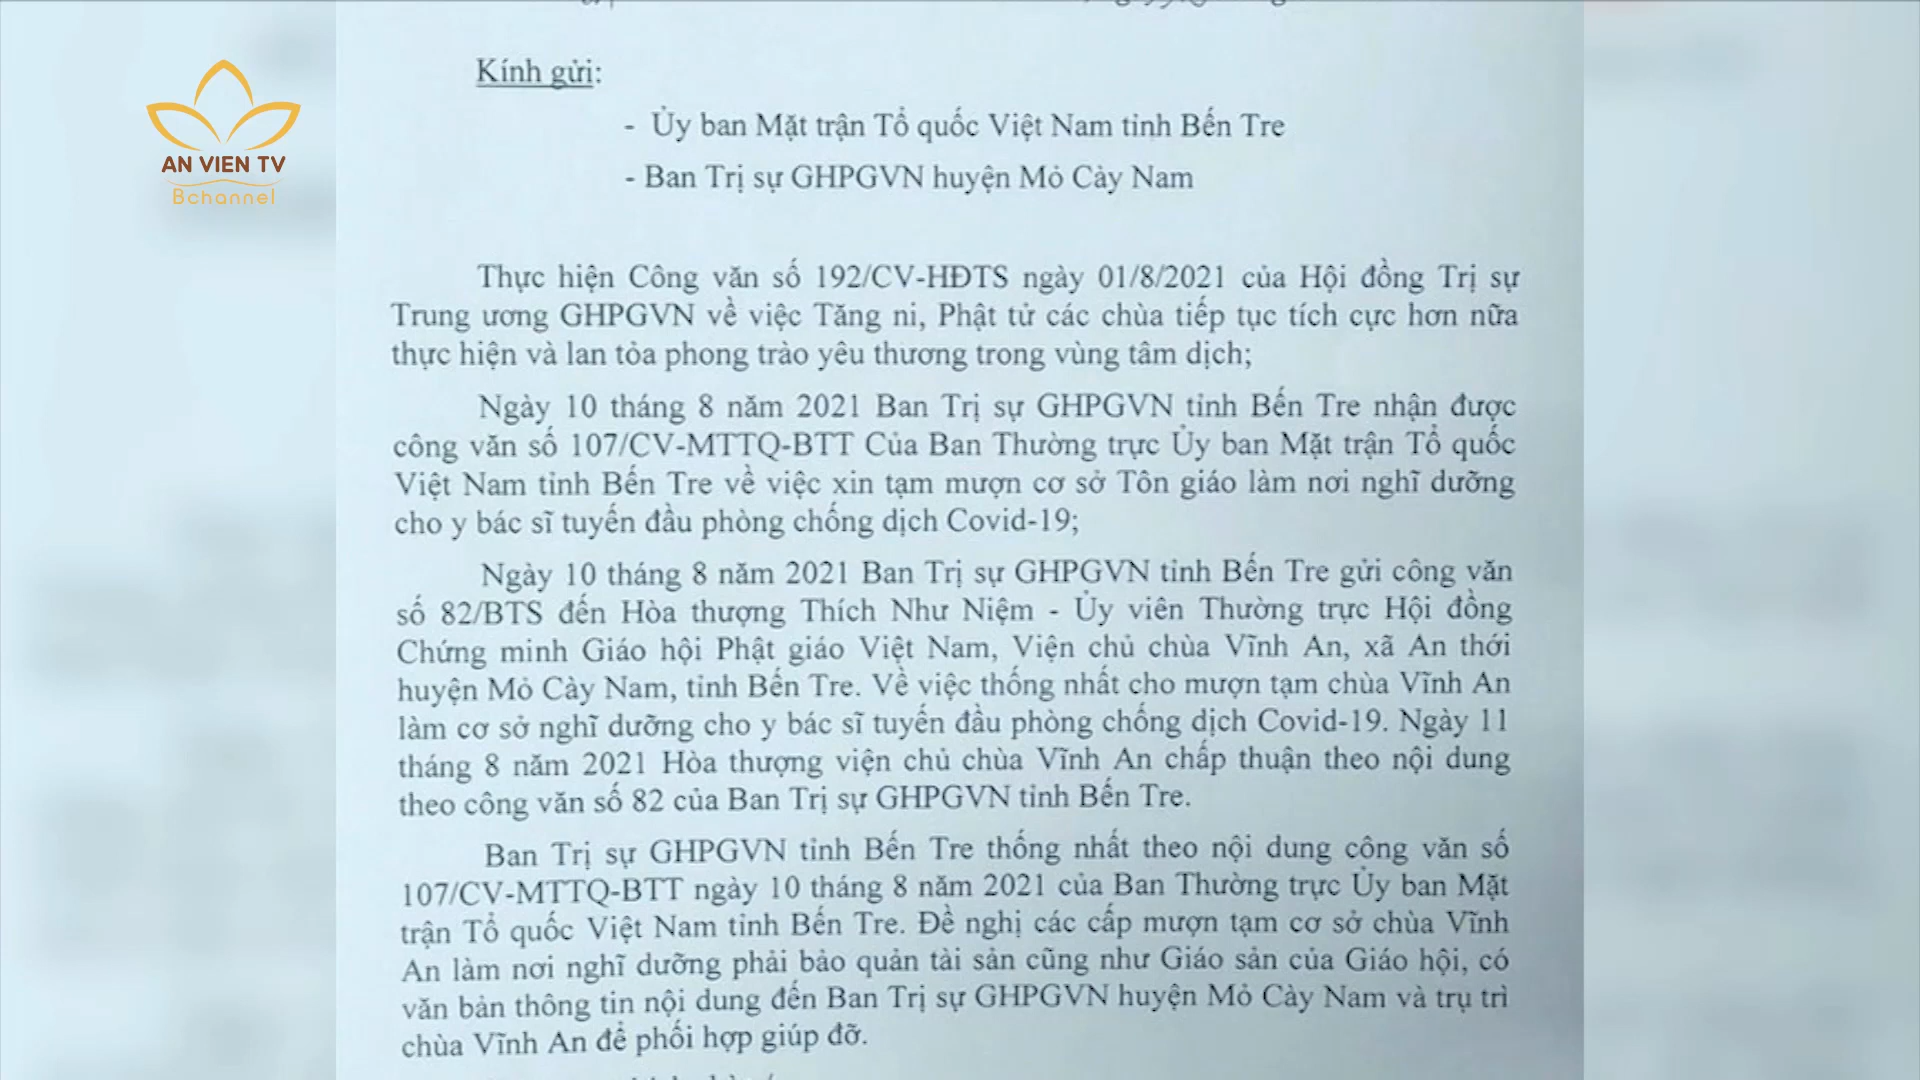 AN VIEN TV
Bchannel
Kính gửi:
- Ủy ban Mặt trận Tổ quốc Việt Nam tỉnh Bến Tre
- Ban Trị sự GHPGVN huyện Mỏ Cày Nam
Thực hiện Công văn số 192/CV-HĐTS ngày 01/8/2021 của Hội đồng Trị sự
Trung ương GHPGVN về việc Tăng ni, Phật tử các chùa tiếp tục tích cực hơn nữa
thực hiện và lan tỏa phong trào yêu thương trong vùng tâm dịch;
Ngày 10 tháng 8 năm 2021 Ban Trị sự GHPGVN tỉnh Bến Tre nhận được
công văn số 107/CV-MTTQ-BTT Của Ban Thường trực Ủy ban Mặt trận Tổ quốc
Việt Nam tỉnh Bến Tre về việc xin tạm mượn cơ sở Tôn giáo làm nơi nghĩ dưỡng
cho y bác sĩ tuyến đầu phòng chống dịch Covid-19;
Ngày 10 tháng 8 năm 2021 Ban Trị sự GHPGVN tỉnh Bến Tre gửi công văn
số 82/BTS đến Hòa thượng Thích Như Niệm - Ủy viên Thường trực Hội đồng
Chứng minh Giáo hội Phật giáo Việt Nam, Viện chủ chùa Vĩnh An, xã An thới
huyện Mỏ Cày Nam, tỉnh Bến Tre. Về việc thống nhất cho mượn tạm chùa Vĩnh An
làm cơ sở nghĩ dưỡng cho y bác sĩ tuyến đầu phòng chống dịch Covid-19. Ngày 11
tháng 8 năm 2021 Hòa thượng viện chủ chùa Vĩnh An chấp thuận theo nội dung
theo công văn số 82 của Ban Trị sự GHPGVN tỉnh Bến Tre.
Ban Trị sự GHPGVN tỉnh Bến Tre thống nhất theo nội dung công văn số
107/CV-MTTQ-BTT ngày 10 tháng 8 năm 2021 của Ban Thường trực Ủy ban Mặt
trận Tổ quốc Việt Nam tỉnh Bến Tre. Đề nghị các cấp mượn tạm cơ sở chùa Vĩnh
An làm nơi nghĩ dưỡng phải bảo quản tài sản cũng như Giáo sản của Giáo hội, có
văn bản thông tin nội dung đến Ban Trị sự GHPGVN huyện Mỏ Cày Nam và trụ trì
chùa Vĩnh An để phối hợp giúp đỡ.